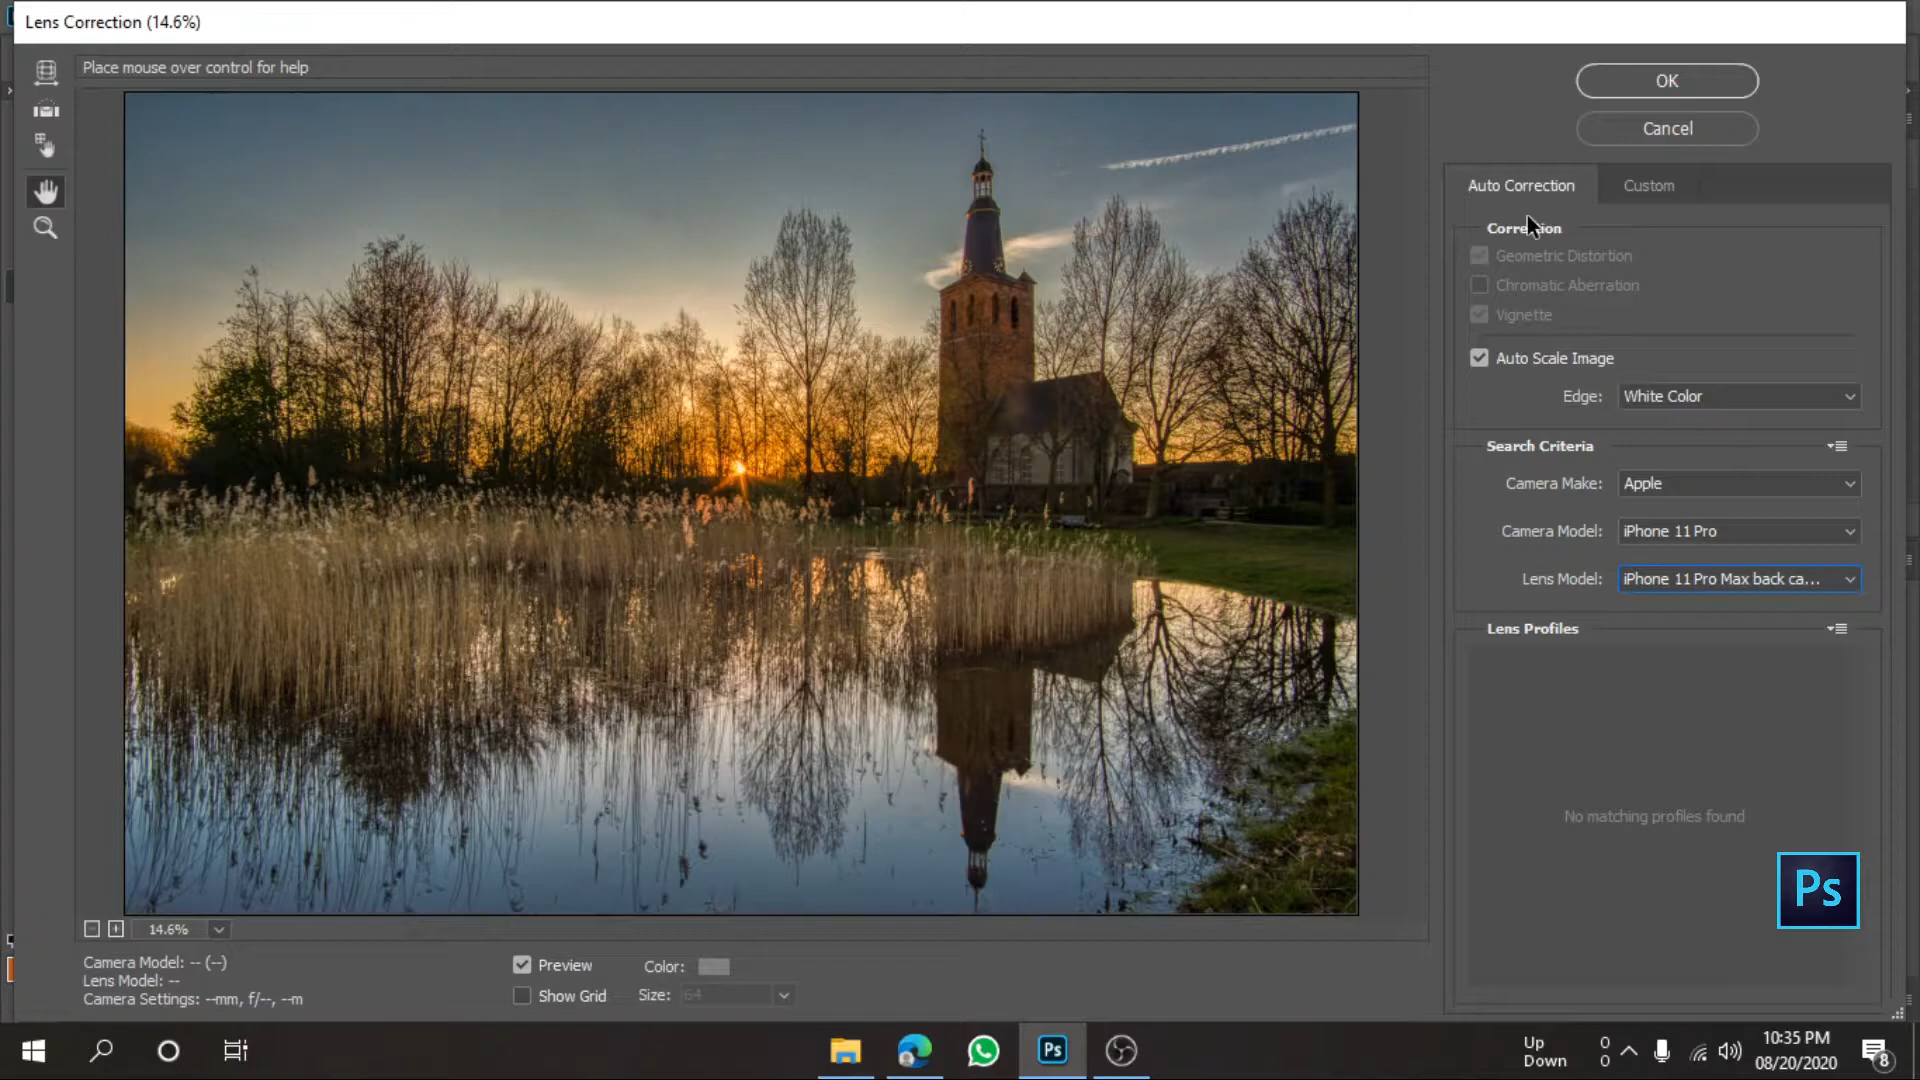 Lens Correction (14.6%)
Place mouse over control for help
OK
Cancel
Auto Correction Custom
Correction
Geometric Distortion
Chromatic Aberration
Vignette
Auto Scale Image
Edge: White Color
Search Criteria
Camera Make: Apple
Camera Model: iPhone 11 Pro
Lens Model: iPhone 11 Pro Max back ca...
Lens Profiles
No matching profiles found
Ps
14.6%
Camera Model: -- (--)
Lens Model: --
Camera Settings: --mm, f/--, --m
Preview Color:
Show Grid Size: 64
Ps
Up 0
Down 0
10:35 PM
08/20/2020
8